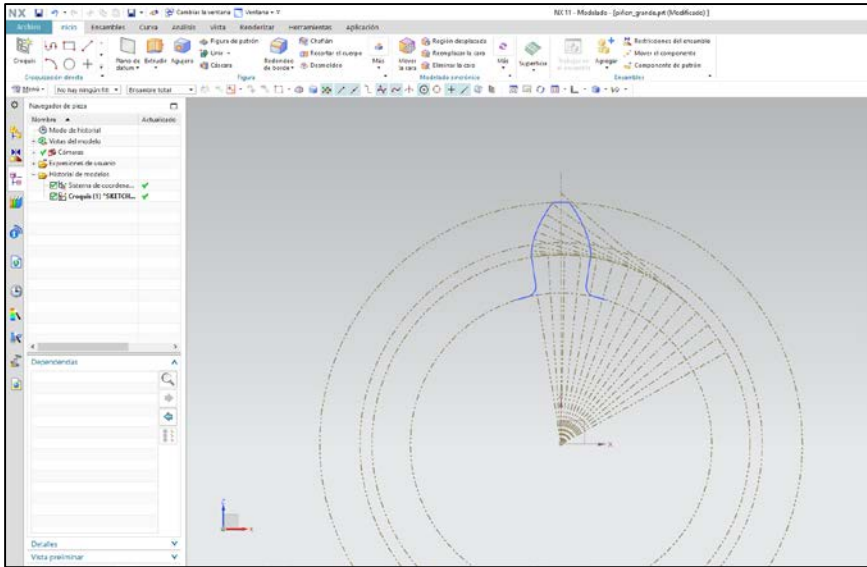 NX
Cambiar la ventana Ventana
NX 11 - Modelado - [piñon_grande.prt (Modificado) ]
Archivo Inicio Ensambles Curva Análisis Vista Renderizar Herramientas Aplicación
Croquis
Plano de datum
Extrudir
Agujero
Figura de patrón
Unir
Cáscara
Redondeo de borde
Chaflán
Recortar el cuerpo
Desmoldeo
Más
Mover la cara
Región desplazada
Reemplazar la cara
Eliminar la cara
Más
Superficie
Agregar
Restricciones del ensamble
Mover el componente
Componente de patrón
Croquización directa Figura Modelado sincrónico Ensambles
Menú No hay ningún filt Ensamble total
Navegador de pieza
Nombre Actualizado
Modo de historial
Vistas del modelo
Cámaras
Expresiones de usuario
Historial de modelos
Sistema de coordena...
Croquis (1) "SKETCH...
Dependencias
Detalles
Vista preliminar
X